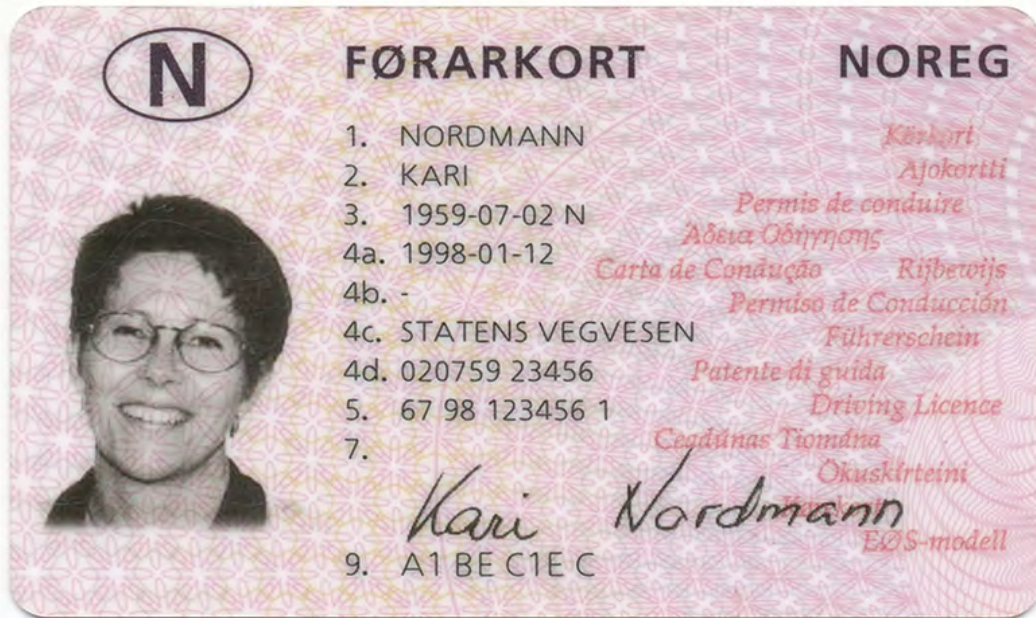 N
FØRARKORT NOREG
1. NORDMANN
Körkort
2. KARI
Ajokortti
3. 1959-07-02 N
Permis de conduire
4a. 1998-01-12
Άδεια Οδήγησης
Carta de Condução Rijbewijs
4b. -
Permiso de Conducción
4c. STATENS VEGVESEN
Führerschein
4d. 020759 23456
Patente di guida
5. 67 98 123456 1
Driving Licence
7.
Ceadúnas Tiomána
Ökuskírteini
Kari Nordmann
EØS-modell
9. A1 BE C1E C